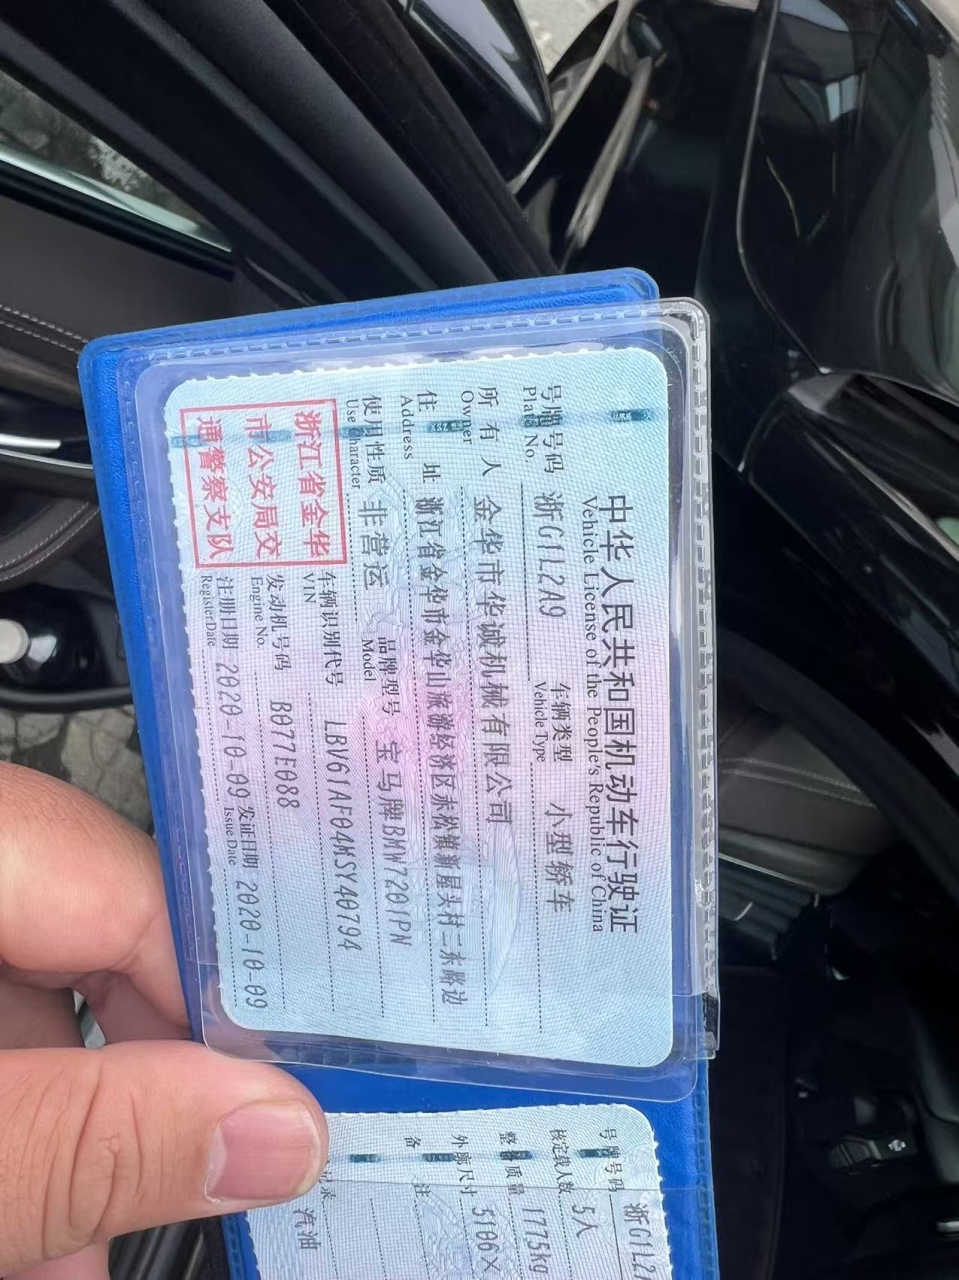 中华人民共和国机动车行驶证
Vehicle License of the People's Republic of China
号牌号码 浙G1L2A9 车辆类型 小型轿车
Plate No. Vehicle Type
所有人 金华市华诚机械有限公司
Owner
住址 浙江省金华市金华山旅游经济区赤松镇新屋头村二东畈边
Address
使用性质 非营运 品牌型号 宝马牌BMW7201PN
Use Character Model
浙江省金华
市公安局交
通警察支队
车辆识别代号 LBV61AF04MSY40794
VIN
发动机号码 B077E088
Engine No.
注册日期 2020-10-09 发证日期 2020-10-09
Register Date Issue Date
号牌号码 浙G1L2A
核定载人数 5人
整备质量 1775kg
外廓尺寸 5106×
备注
记录 汽油